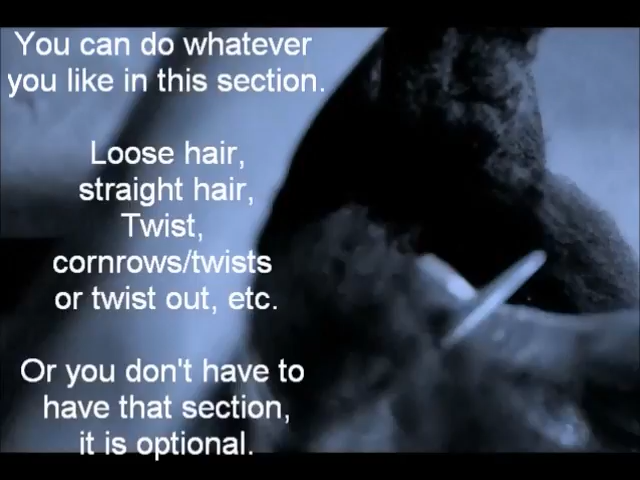 You can do whatever
you like in this section.
Loose hair,
straight hair,
Twist,
cornrows/twists
or twist out, etc.
Or you don't have to
have that section,
it is optional.